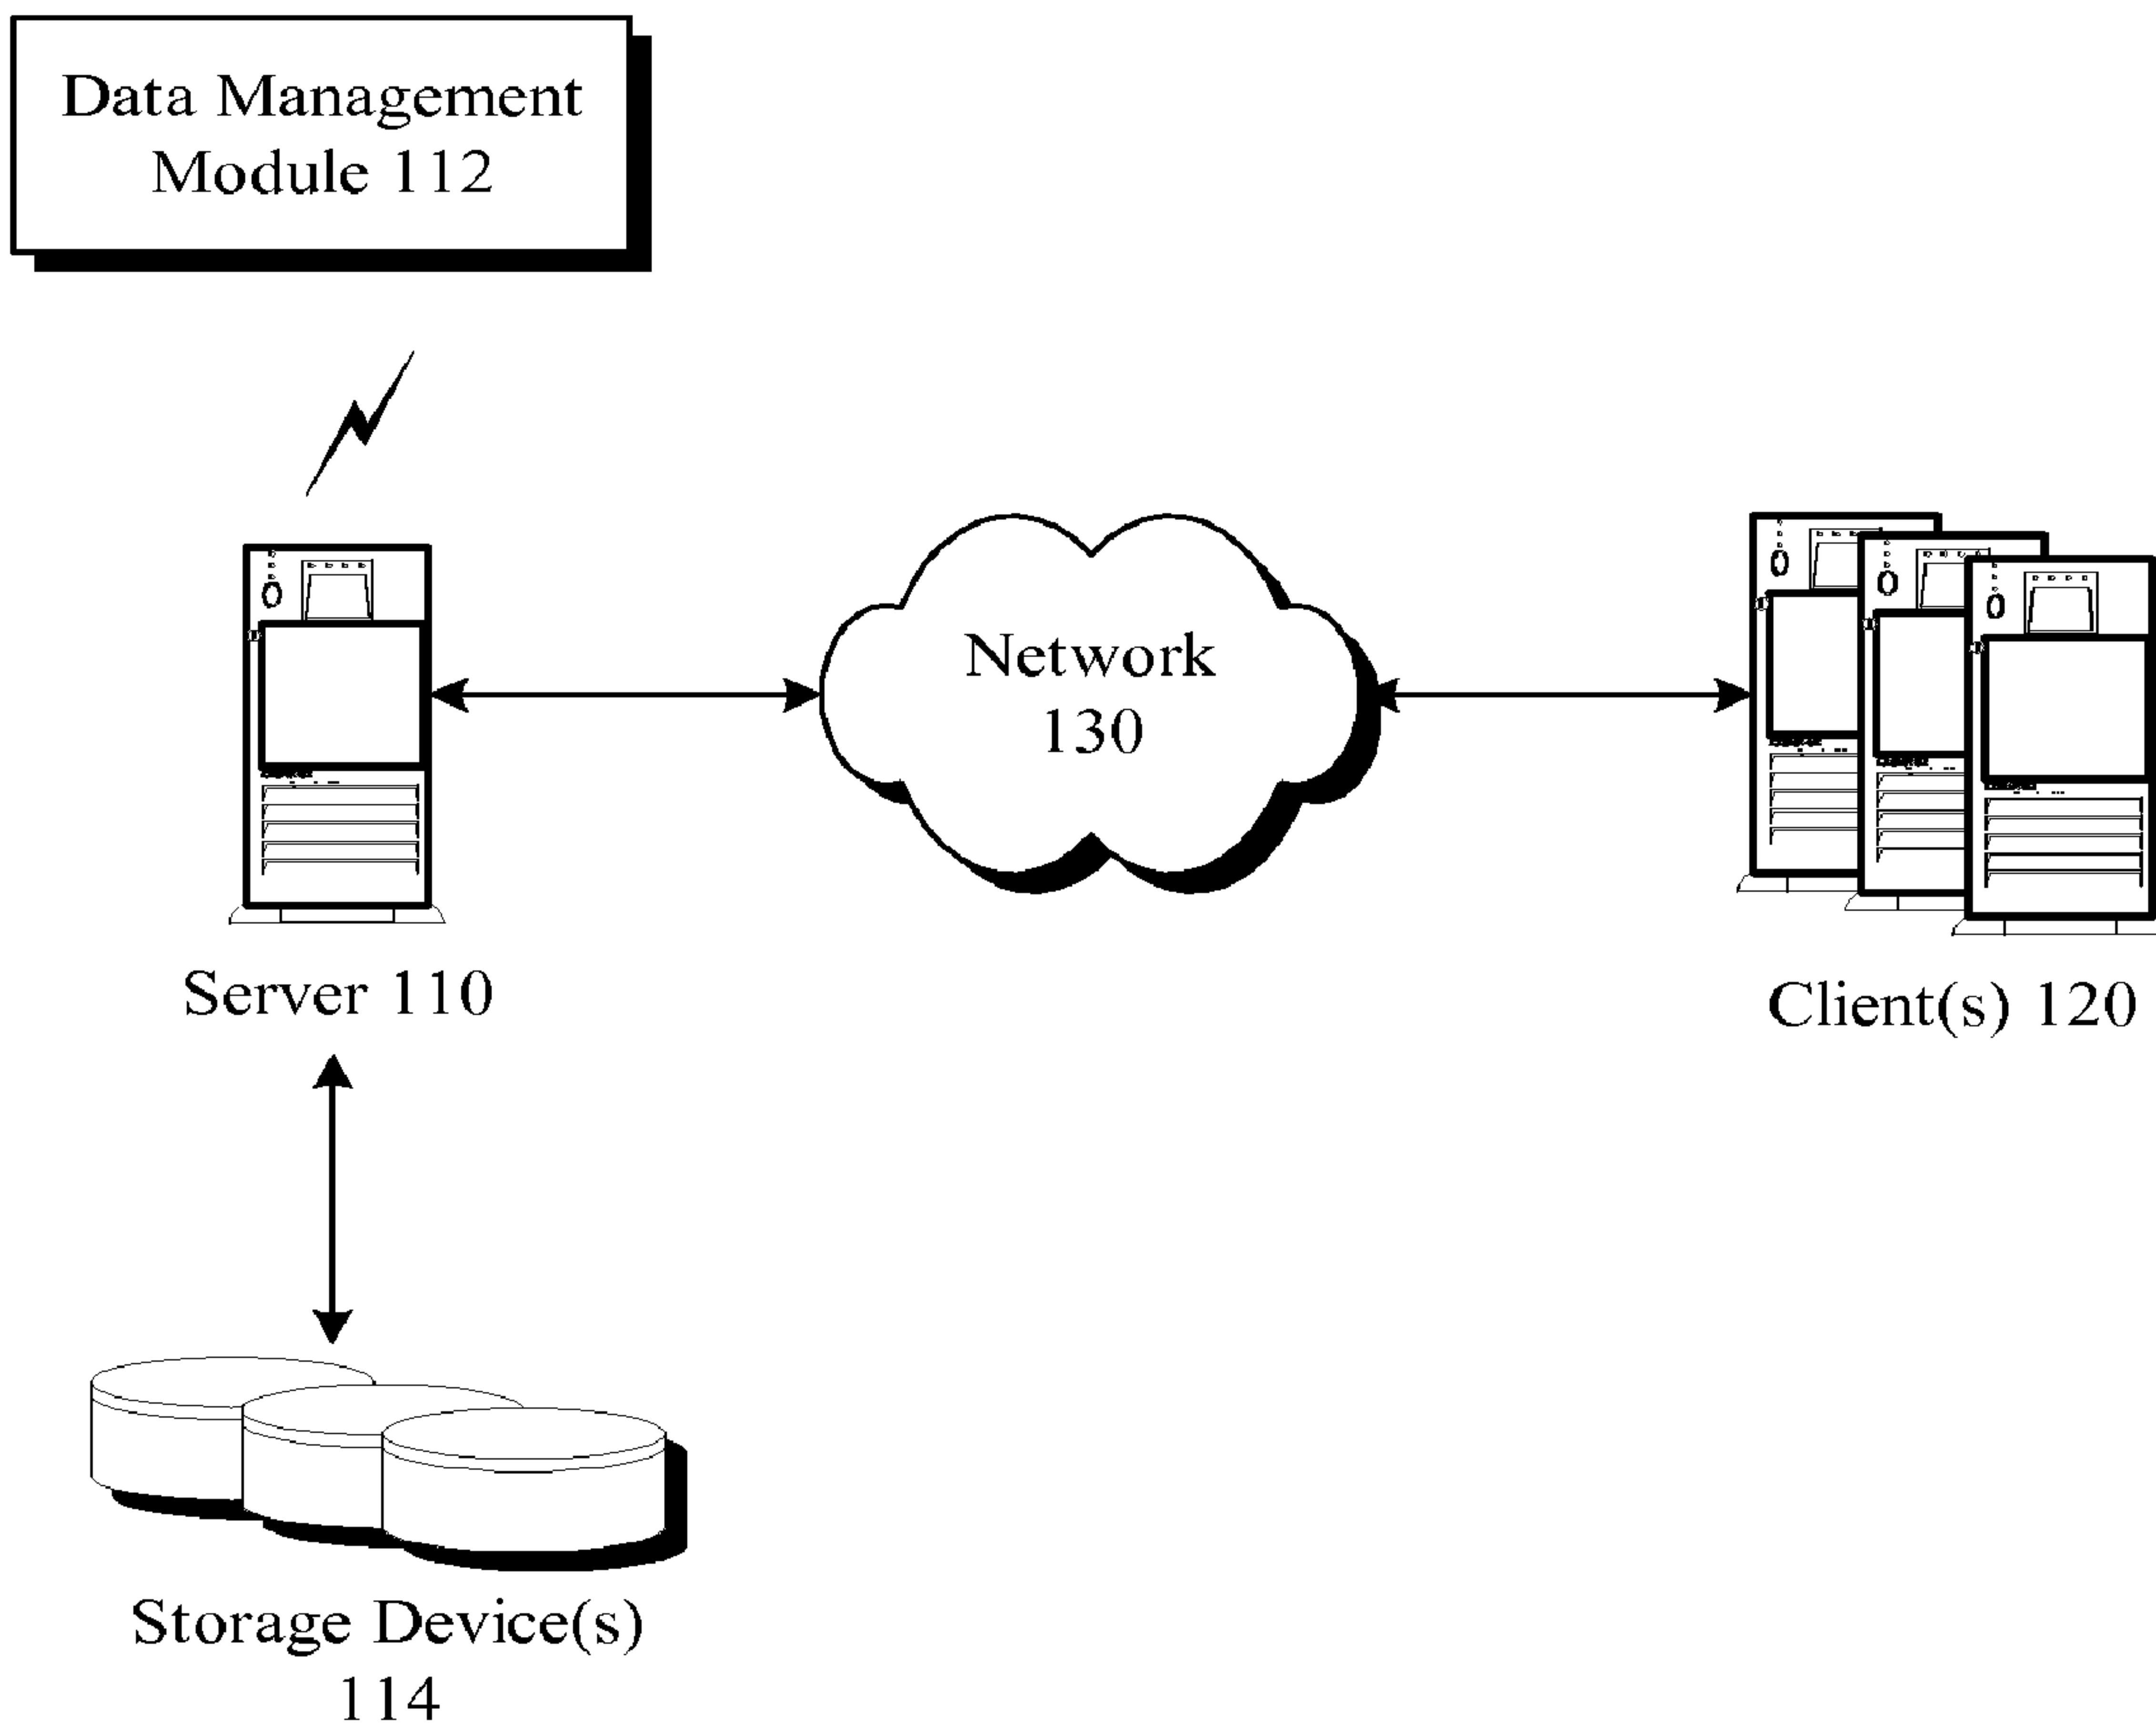 Data Management
Module 112
Network
130
Server 110
Client(s) 120
Storage Device(s)
114